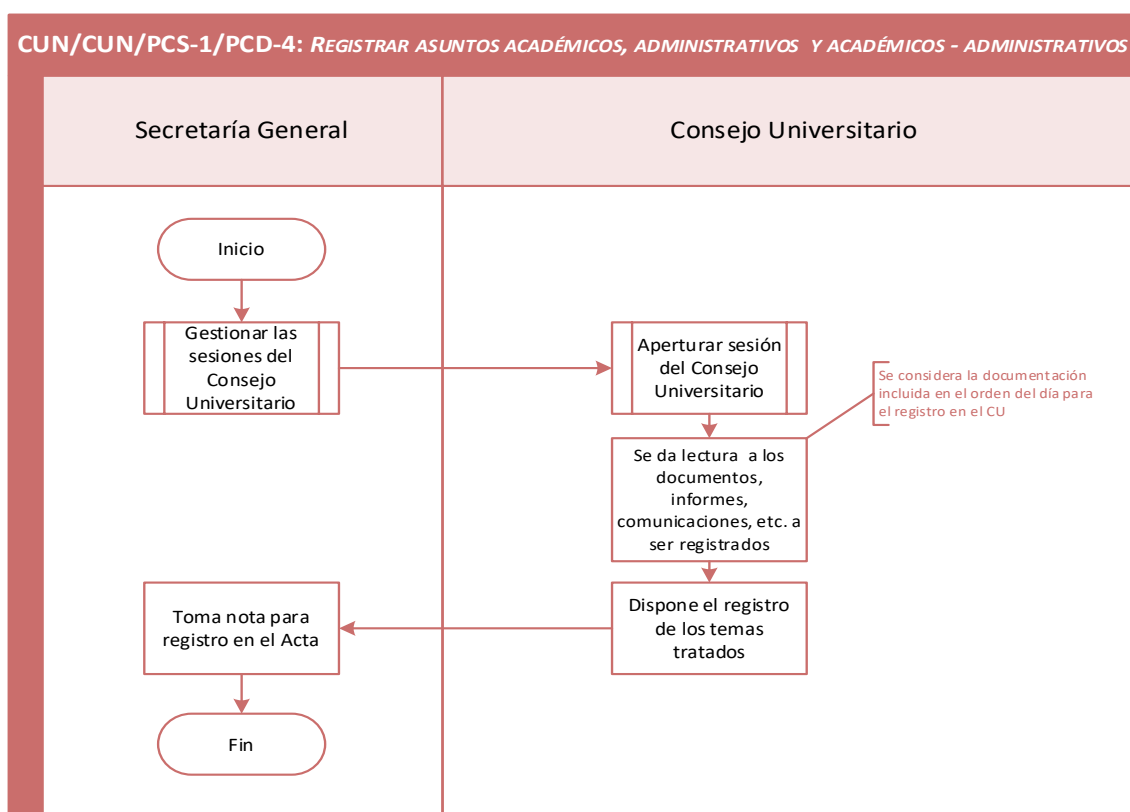 CUN/CUN/PCS-1/PCD-4: REGISTRAR ASUNTOS ACADÉMICOS, ADMINISTRATIVOS Y ACADÉMICOS - ADMINISTRATIVOS
Secretaría General
Consejo Universitario
Inicio
Gestionar las
sesiones del
Consejo
Universitario
Aperturar sesión
del Consejo
Universitario
Se considera la documentación
incluida en el orden del día para
el registro en el CU
Se da lectura a los
documentos,
informes,
comunicaciones, etc. a
ser registrados
Dispone el registro
de los temas
tratados
Toma nota para
registro en el Acta
Fin